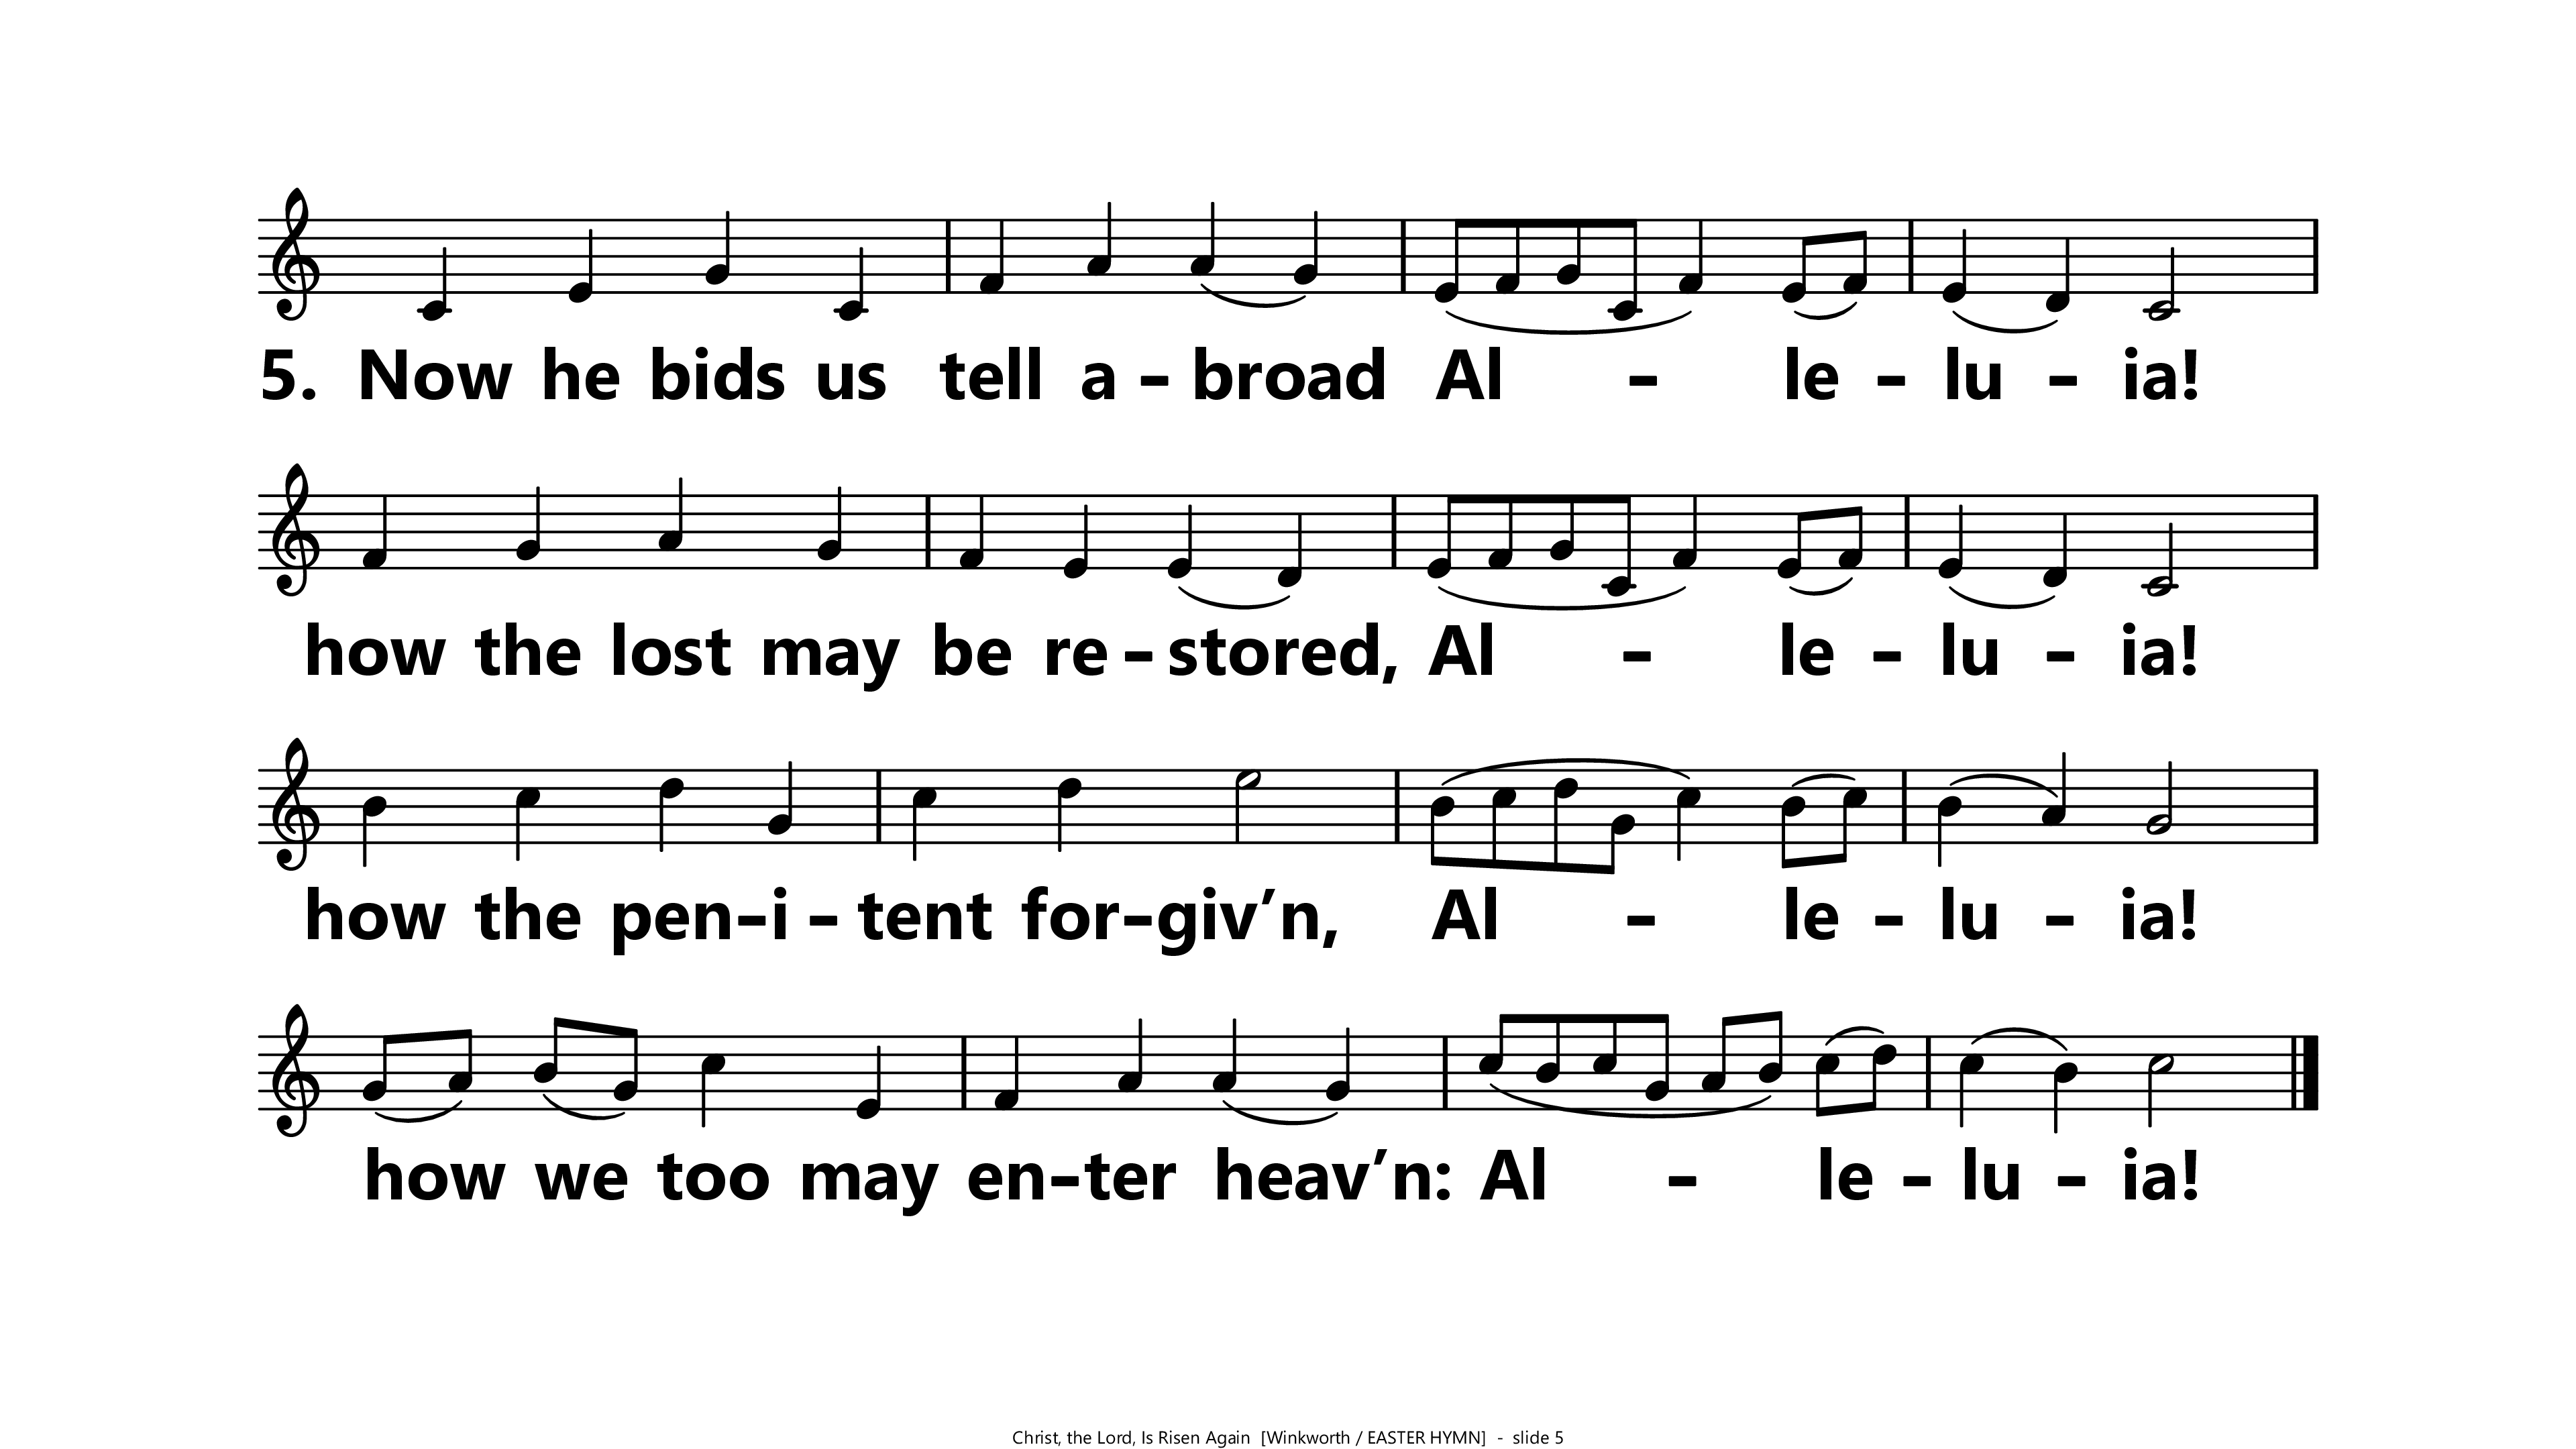 5. Now he bids us tell a – broad Al – le – lu – ia!
how the lost may be re – stored, Al – le – lu – ia!
how the pen–i – tent for–giv’n, Al – le – lu – ia!
how we too may en–ter heav’n: Al – le – lu – ia!
Christ, the Lord, Is Risen Again [Winkworth / EASTER HYMN] - slide 5